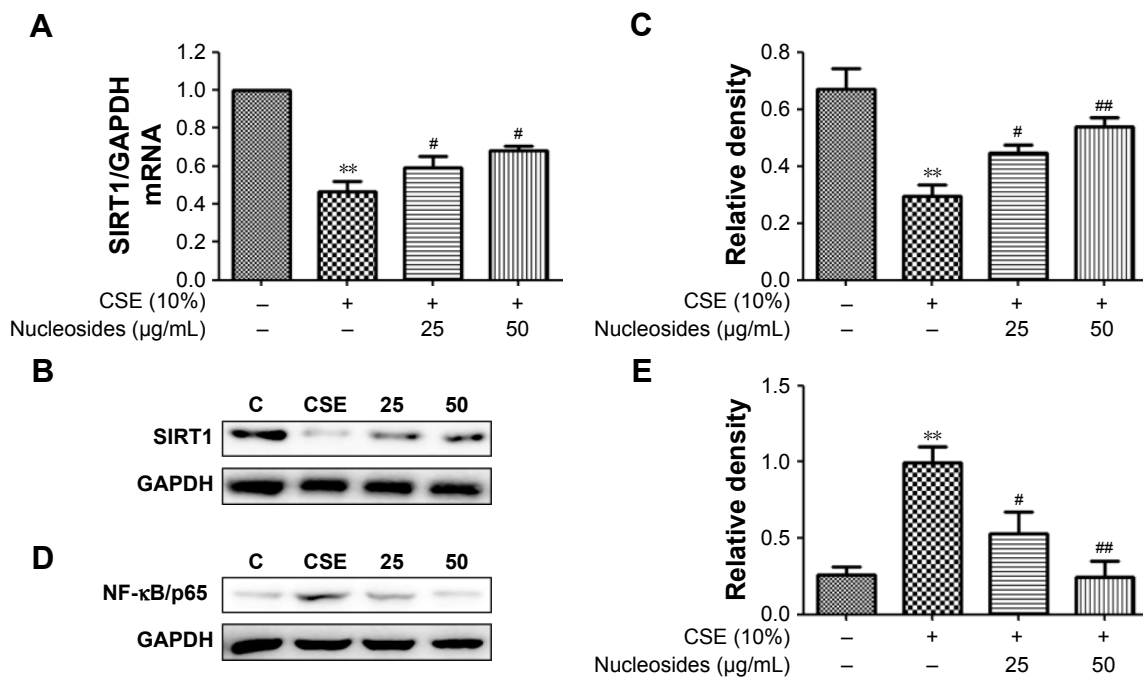 A
SIRT1/GAPDH
mRNA
1.2
1.0
0.8
0.6
0.4
0.2
0.0
**
#
#
CSE (10%) – + + +
Nucleosides (μg/mL) – – 25 50
B
C CSE 25 50
SIRT1
GAPDH
D
C CSE 25 50
NF-κB/p65
GAPDH
C
Relative density
0.8
0.6
0.4
0.2
0.0
**
#
##
CSE (10%) – + + +
Nucleosides (μg/mL) – – 25 50
E
Relative density
1.5
1.0
0.5
0.0
**
#
##
CSE (10%) – + + +
Nucleosides (μg/mL) – – 25 50